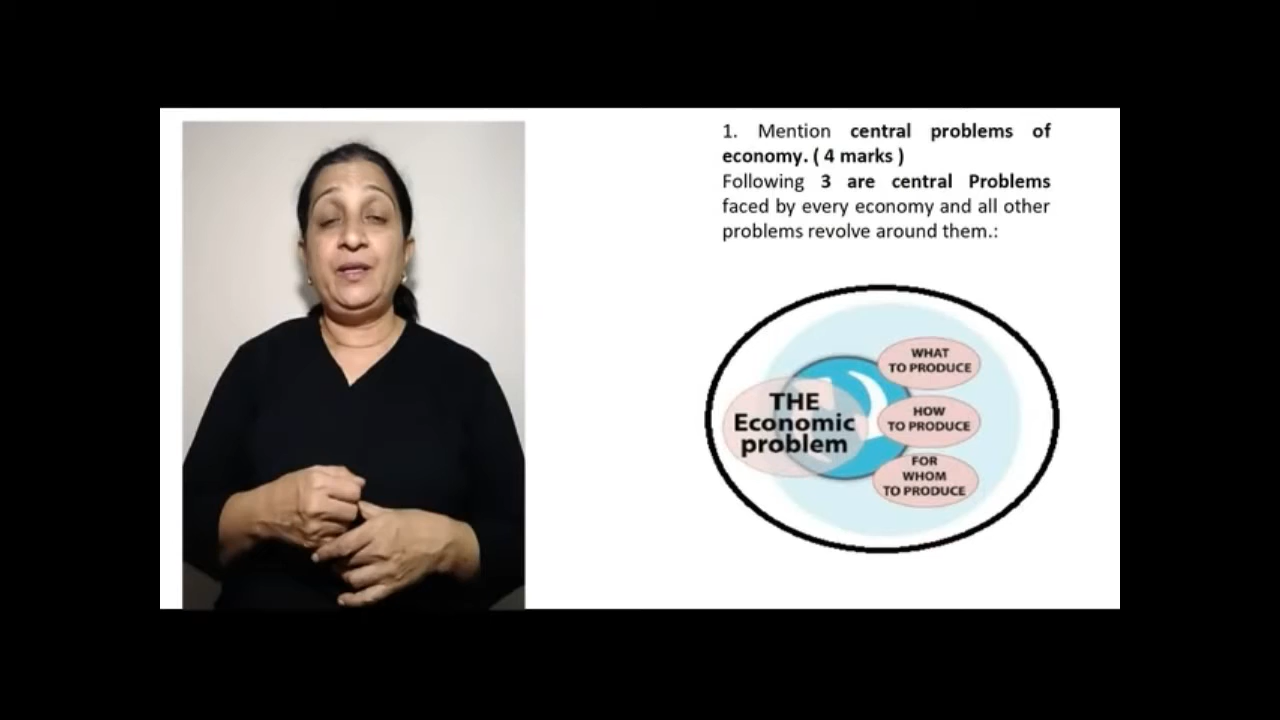 1. Mention central problems of
economy. ( 4 marks )
Following 3 are central Problems
faced by every economy and all other
problems revolve around them.:
THE
Economic
problem
WHAT
TO PRODUCE
HOW
TO PRODUCE
FOR
WHOM
TO PRODUCE